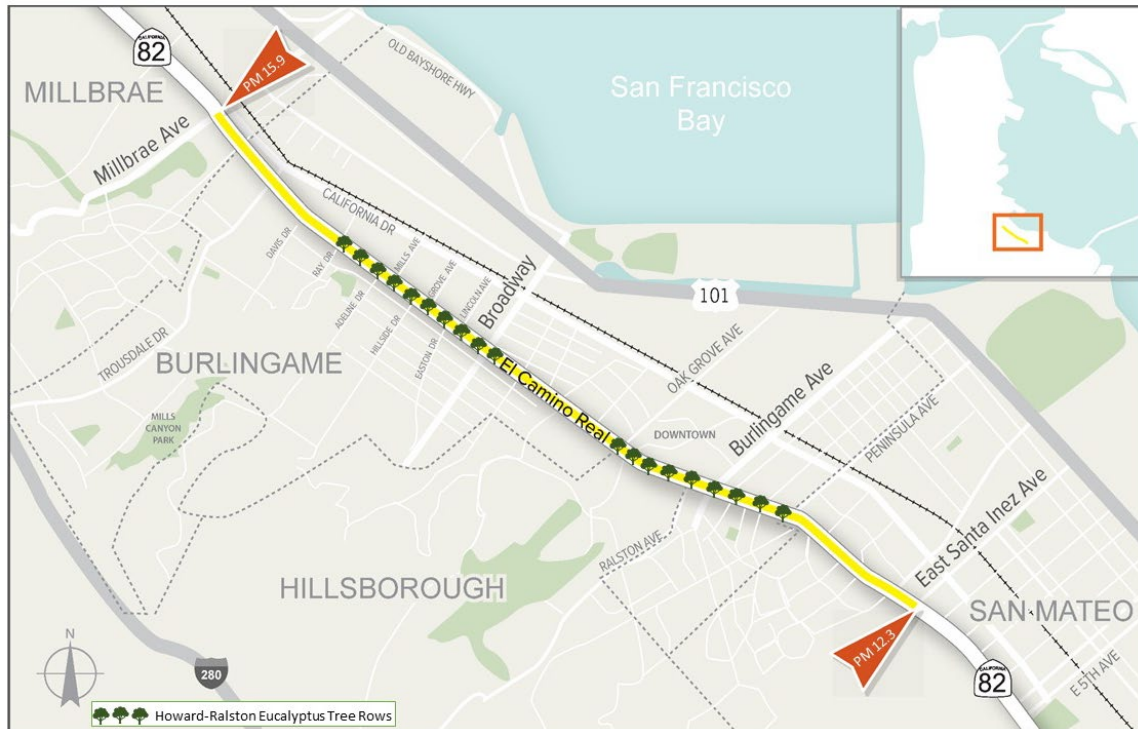 CALIFORNIA
82
PM 15.9
OLD BAYSHORE HWY
San Francisco
Bay
MILLBRAE
Millbrae Ave
CALIFORNIA DR
DAVIS DR
RAY DR
MILLS AVE
GROVE AVE
LINCOLN AVE
Broadway
101
ADELINE DR
HILLSIDE DR
EASTON DR
TROUSDALE DR
BURLINGAME
MILLS
CANYON
PARK
El Camino Real
OAK GROVE AVE
DOWNTOWN
Burlingame Ave
PENINSULA AVE
RALSTON AVE
East Santa Inez Ave
HILLSBOROUGH
SAN MATEO
PM 12.3
N
280
CALIFORNIA
82
E 5TH AVE
Howard-Ralston Eucalyptus Tree Rows